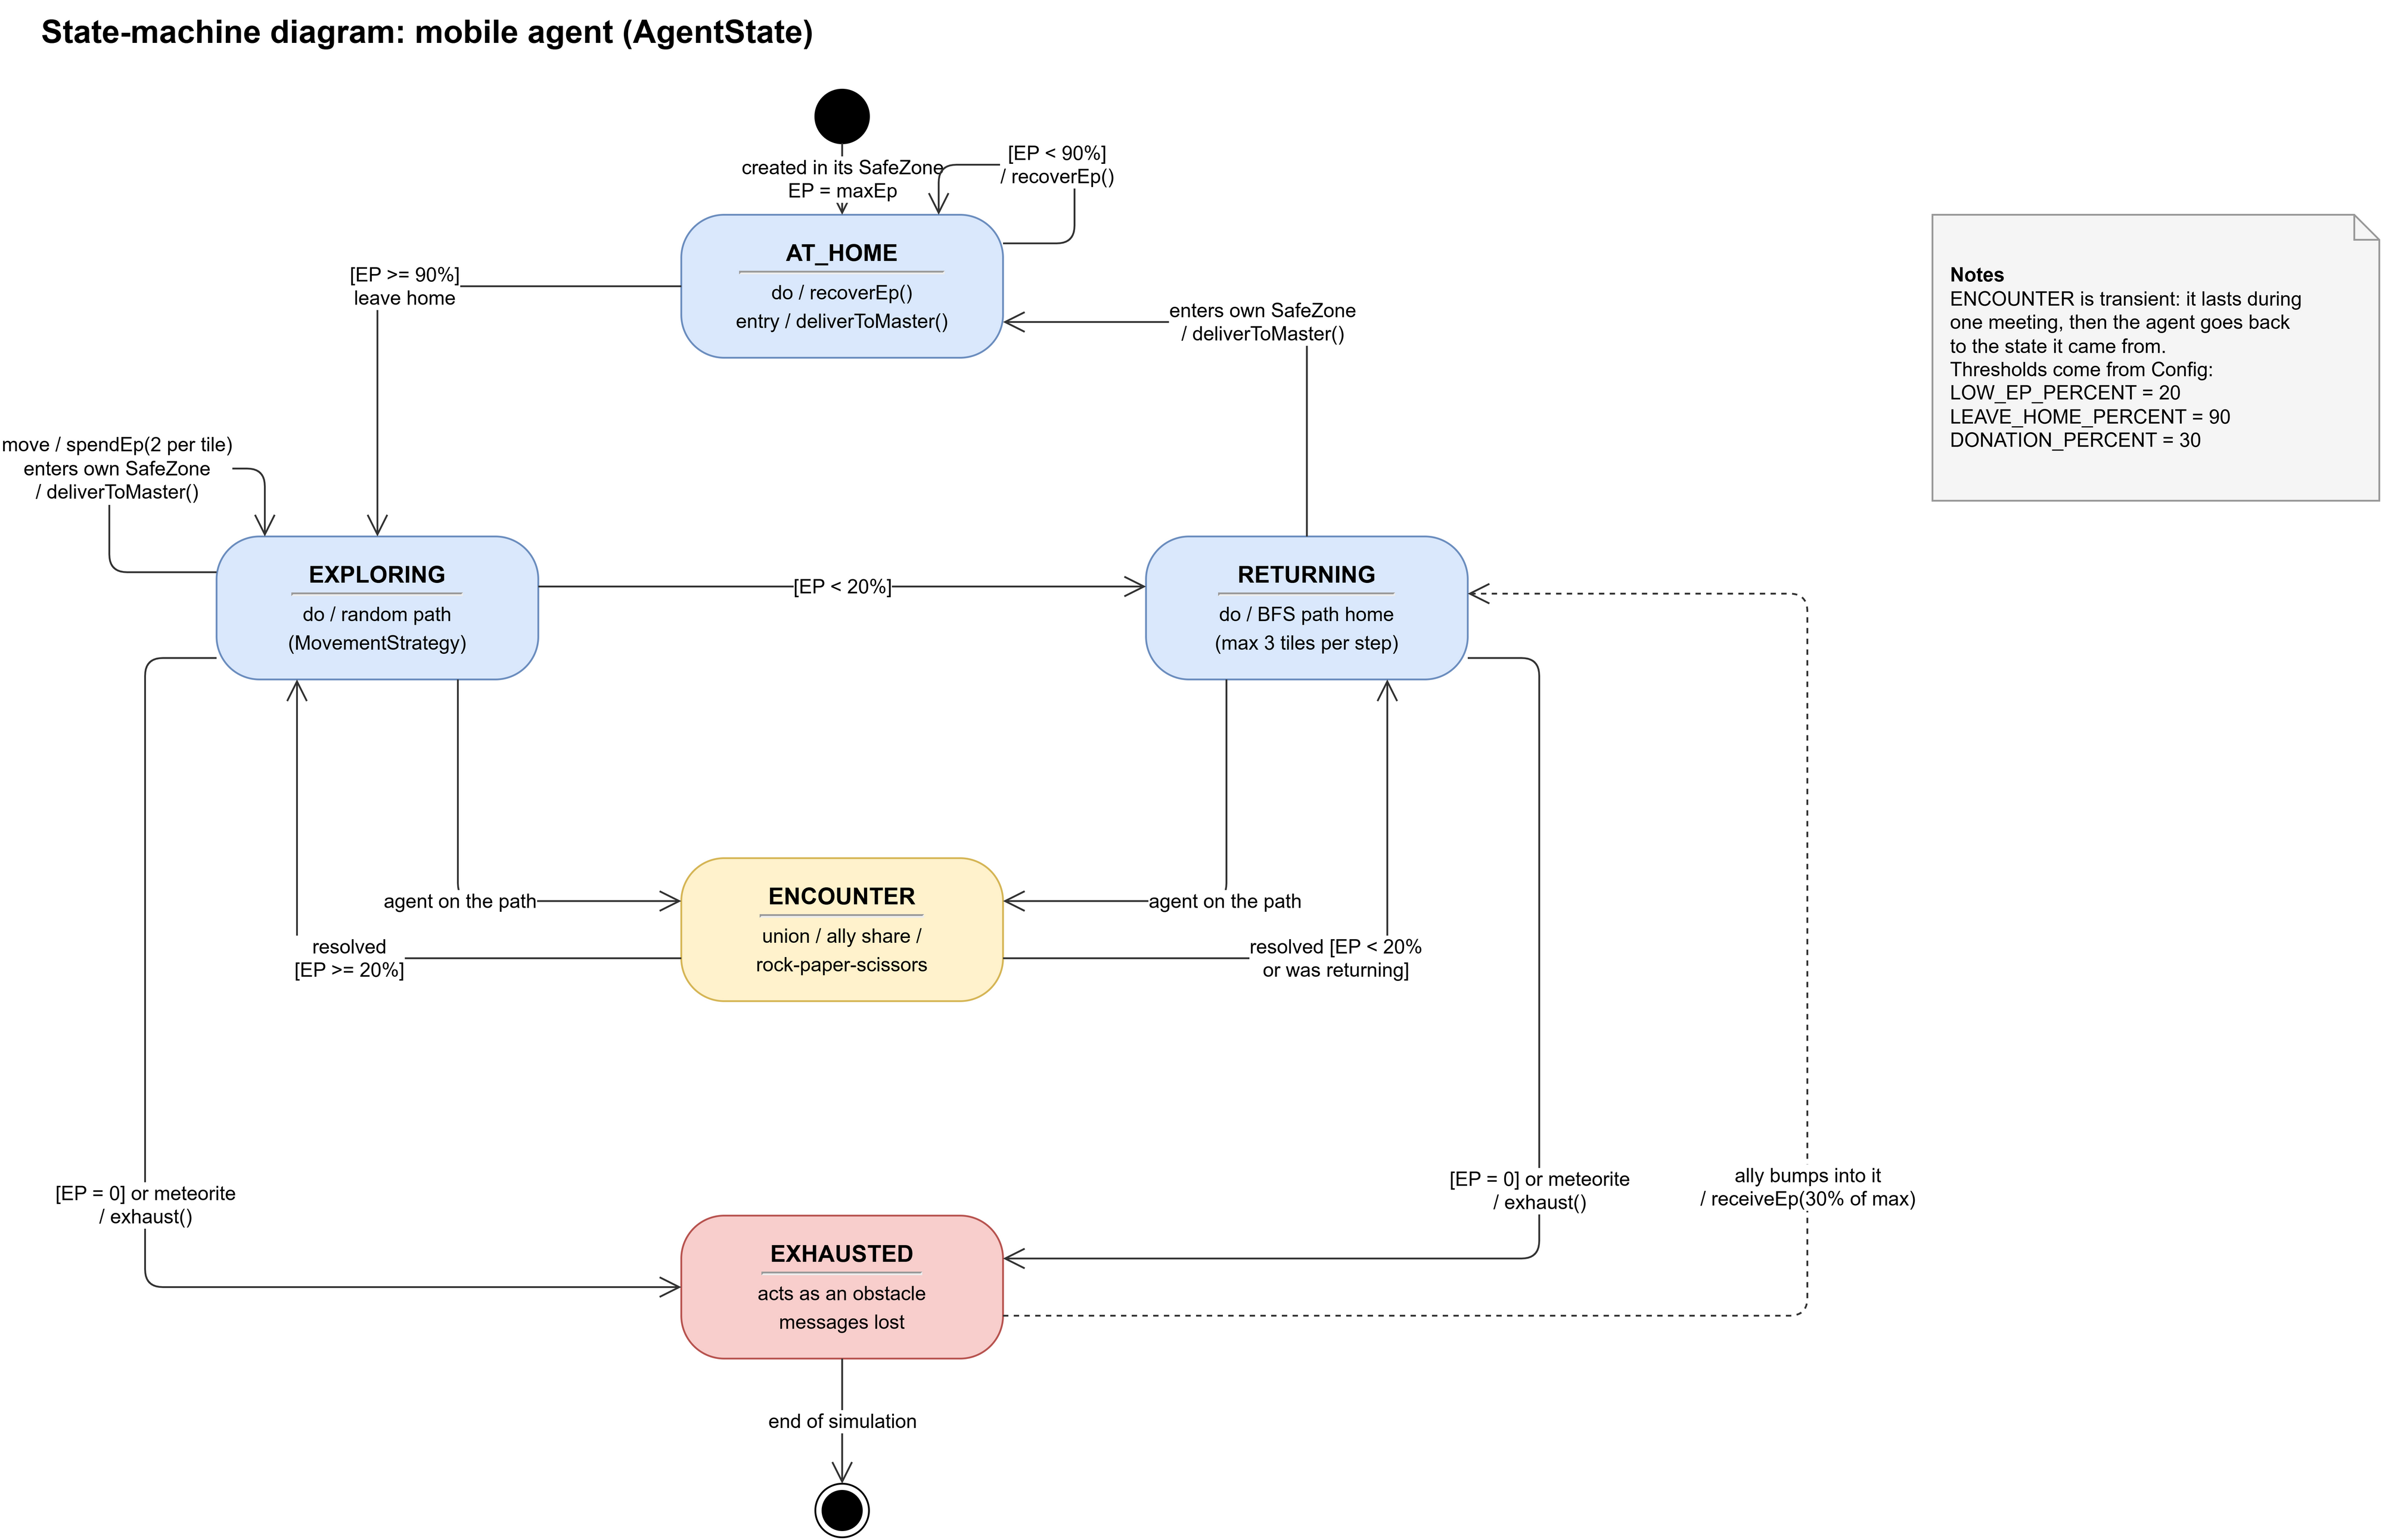 State-machine diagram: mobile agent (AgentState)
created in its SafeZone
EP = maxEp
[EP < 90%]
/ recoverEp()
AT_HOME
do / recoverEp()
entry / deliverToMaster()
[EP >= 90%]
leave home
enters own SafeZone
/ deliverToMaster()
Notes
ENCOUNTER is transient: it lasts during
one meeting, then the agent goes back
to the state it came from.
Thresholds come from Config:
LOW_EP_PERCENT = 20
LEAVE_HOME_PERCENT = 90
DONATION_PERCENT = 30
move / spendEp(2 per tile)
enters own SafeZone
/ deliverToMaster()
EXPLORING
do / random path
(MovementStrategy)
[EP < 20%]
RETURNING
do / BFS path home
(max 3 tiles per step)
agent on the path
ENCOUNTER
union / ally share /
rock-paper-scissors
agent on the path
resolved
[EP >= 20%]
resolved [EP < 20%
or was returning]
[EP = 0] or meteorite
/ exhaust()
[EP = 0] or meteorite
/ exhaust()
ally bumps into it
/ receiveEp(30% of max)
EXHAUSTED
acts as an obstacle
messages lost
end of simulation